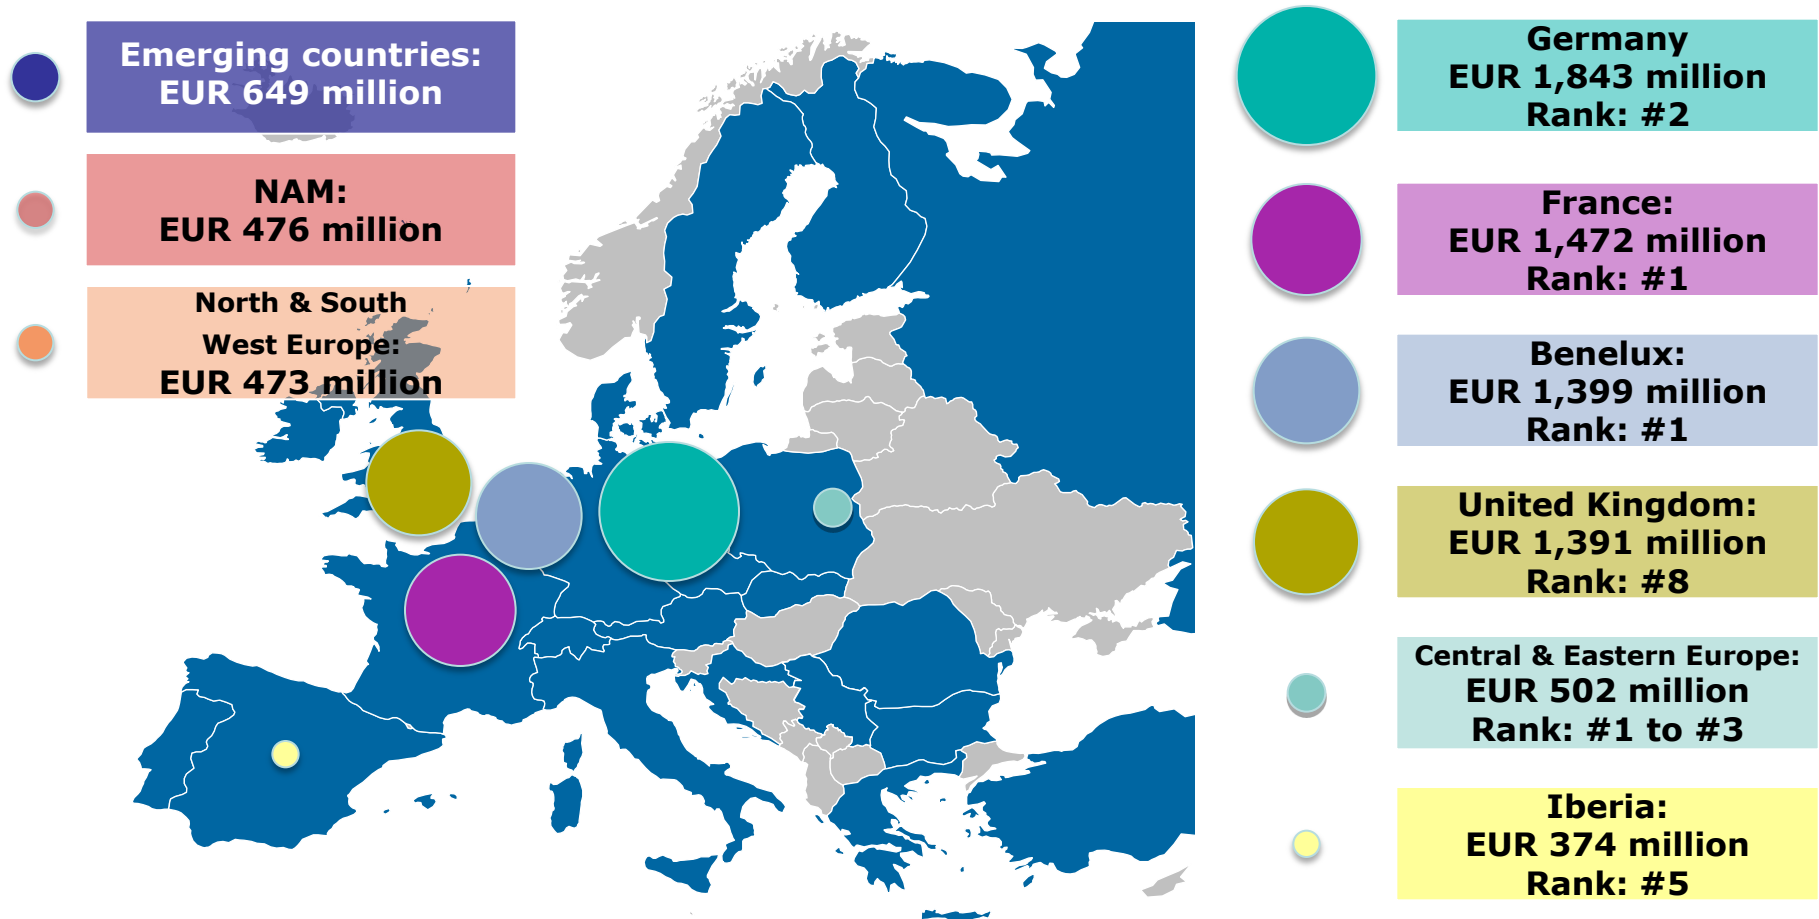 Emerging countries:
EUR 649 million
NAM:
EUR 476 million
North & South
West Europe:
EUR 473 million
Germany
EUR 1,843 million
Rank: #2
France:
EUR 1,472 million
Rank: #1
Benelux:
EUR 1,399 million
Rank: #1
United Kingdom:
EUR 1,391 million
Rank: #8
Central & Eastern Europe:
EUR 502 million
Rank: #1 to #3
Iberia:
EUR 374 million
Rank: #5